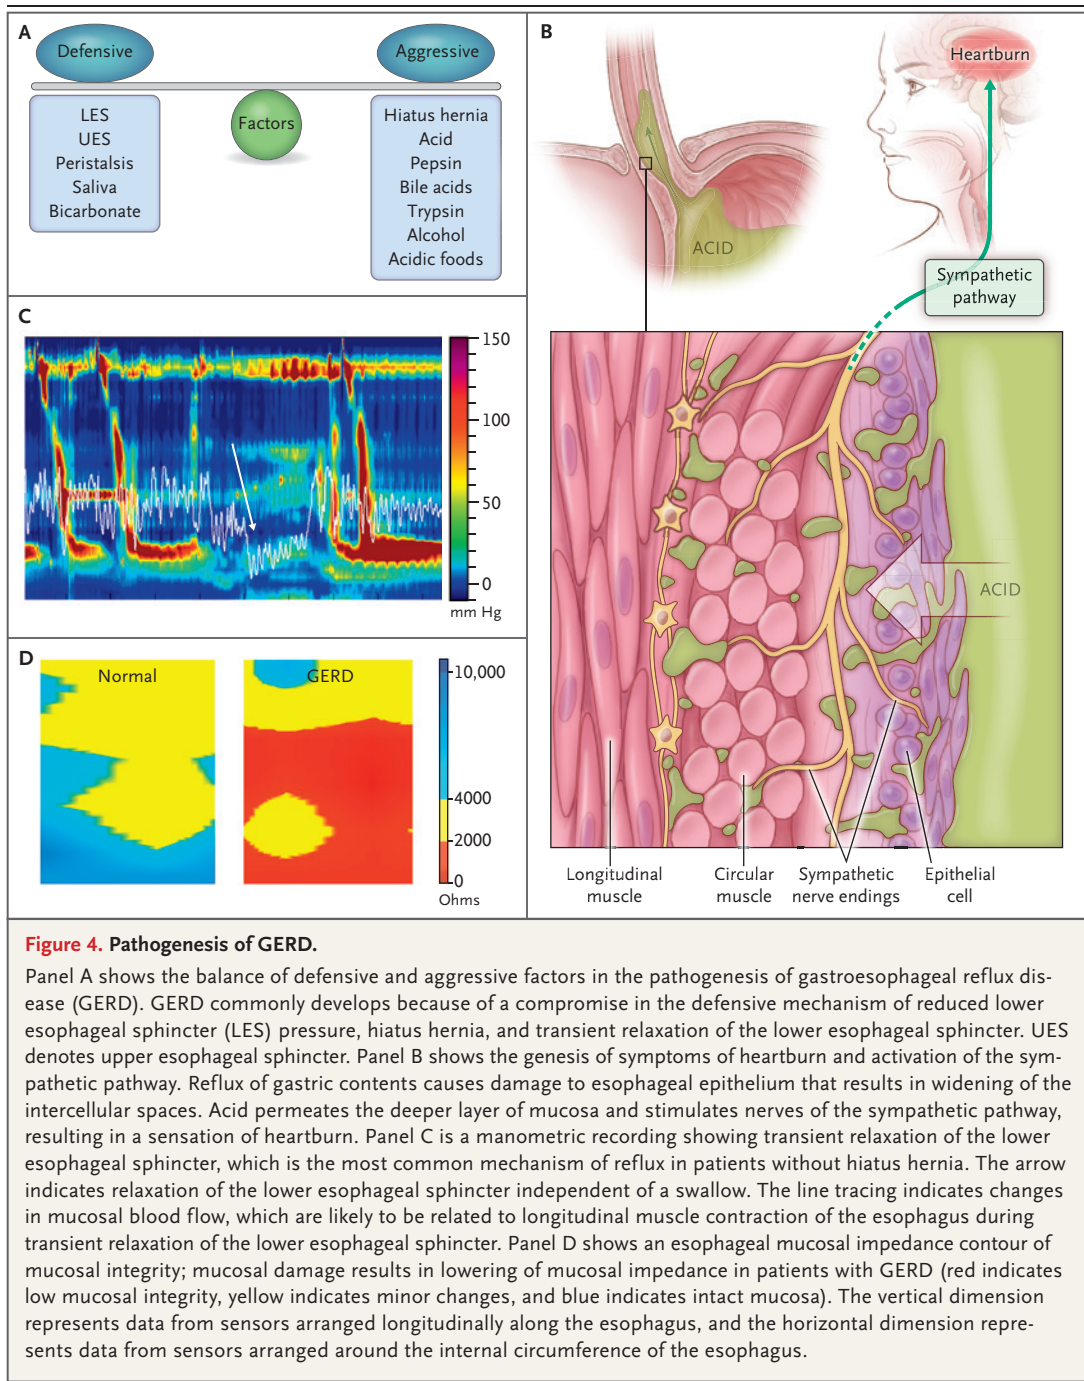 A
Defensive
Aggressive
Factors
LES
UES
Peristalsis
Saliva
Bicarbonate
Hiatus hernia
Acid
Pepsin
Bile acids
Trypsin
Alcohol
Acidic foods
B
Heartburn
ACID
Sympathetic
pathway
ACID
Longitudinal
muscle
Circular
muscle
Sympathetic
nerve endings
Epithelial
cell
C
150
100
50
0
mm Hg
D
Normal
GERD
10,000
4000
2000
0
Ohms
Figure 4. Pathogenesis of GERD.
Panel A shows the balance of defensive and aggressive factors in the pathogenesis of gastroesophageal reflux dis-
ease (GERD). GERD commonly develops because of a compromise in the defensive mechanism of reduced lower
esophageal sphincter (LES) pressure, hiatus hernia, and transient relaxation of the lower esophageal sphincter. UES
denotes upper esophageal sphincter. Panel B shows the genesis of symptoms of heartburn and activation of the sym-
pathetic pathway. Reflux of gastric contents causes damage to esophageal epithelium that results in widening of the
intercellular spaces. Acid permeates the deeper layer of mucosa and stimulates nerves of the sympathetic pathway,
resulting in a sensation of heartburn. Panel C is a manometric recording showing transient relaxation of the lower
esophageal sphincter, which is the most common mechanism of reflux in patients without hiatus hernia. The arrow
indicates relaxation of the lower esophageal sphincter independent of a swallow. The line tracing indicates changes
in mucosal blood flow, which are likely to be related to longitudinal muscle contraction of the esophagus during
transient relaxation of the lower esophageal sphincter. Panel D shows an esophageal mucosal impedance contour of
mucosal integrity; mucosal damage results in lowering of mucosal impedance in patients with GERD (red indicates
low mucosal integrity, yellow indicates minor changes, and blue indicates intact mucosa). The vertical dimension
represents data from sensors arranged longitudinally along the esophagus, and the horizontal dimension repre-
sents data from sensors arranged around the internal circumference of the esophagus.